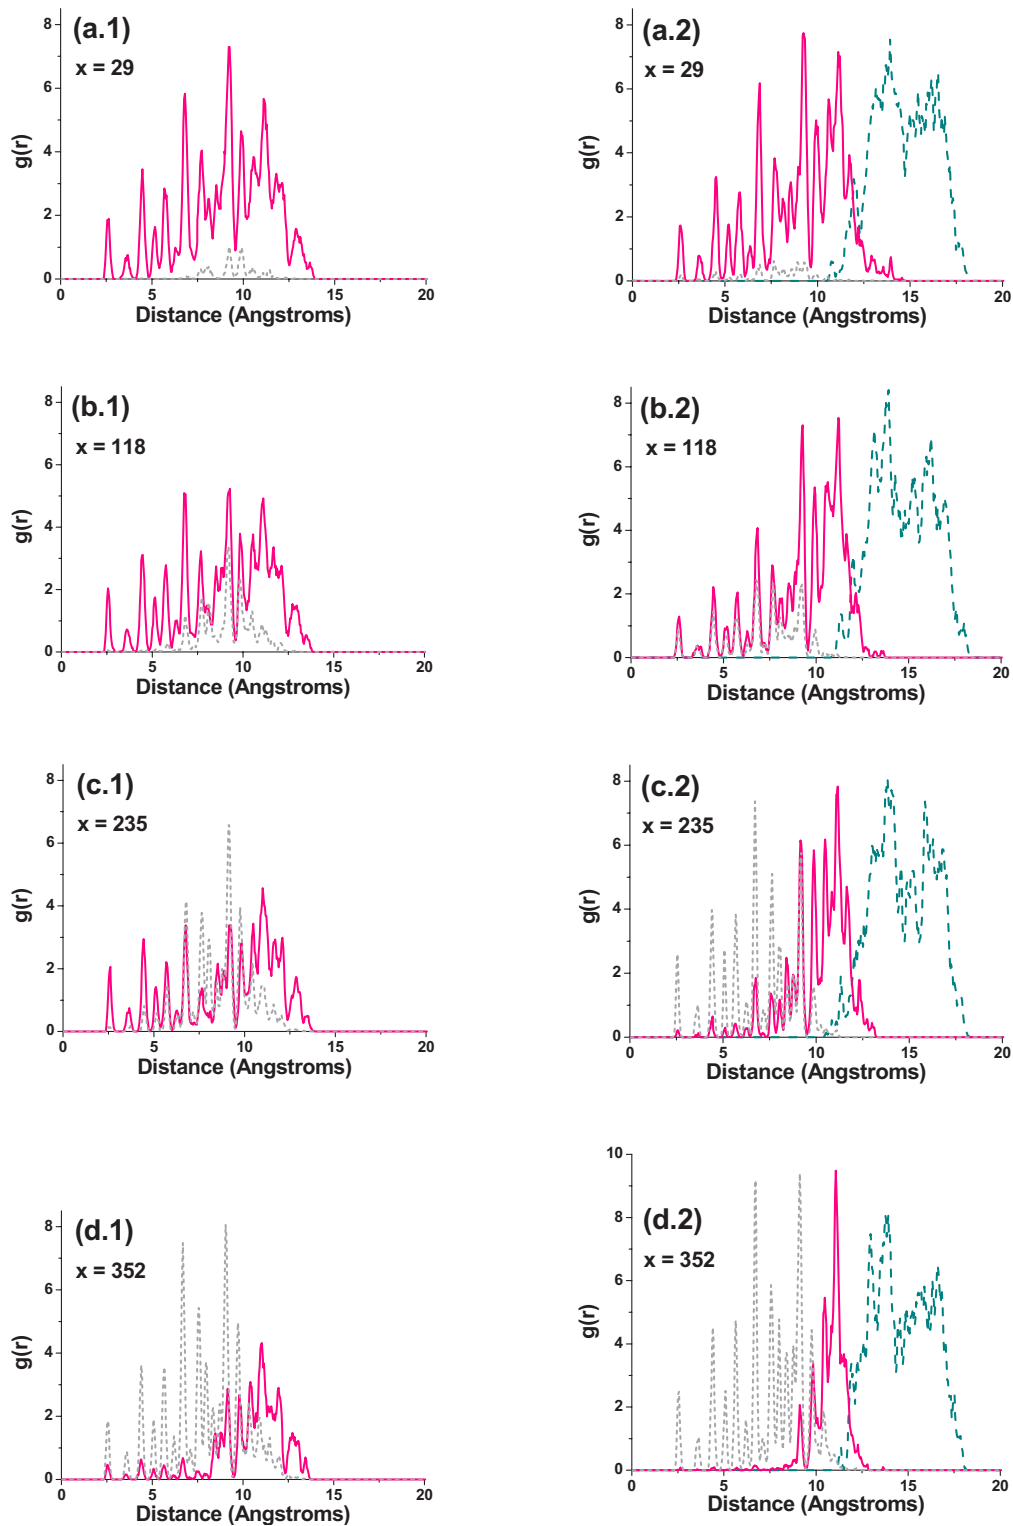 (a.1)
x = 29
8
6
4
2
0
g(r)
0 5 10 15 20
Distance (Angstroms)
(a.2)
x = 29
8
6
4
2
0
g(r)
0 5 10 15 20
Distance (Angstroms)
(b.1)
x = 118
8
6
4
2
0
g(r)
0 5 10 15 20
Distance (Angstroms)
(b.2)
x = 118
8
6
4
2
0
g(r)
0 5 10 15 20
Distance (Angstroms)
(c.1)
x = 235
8
6
4
2
0
g(r)
0 5 10 15 20
Distance (Angstroms)
(c.2)
x = 235
8
6
4
2
0
g(r)
0 5 10 15 20
Distance (Angstroms)
(d.1)
x = 352
8
6
4
2
0
g(r)
0 5 10 15 20
Distance (Angstroms)
(d.2)
x = 352
10
8
6
4
2
0
g(r)
0 5 10 15 20
Distance (Angstroms)